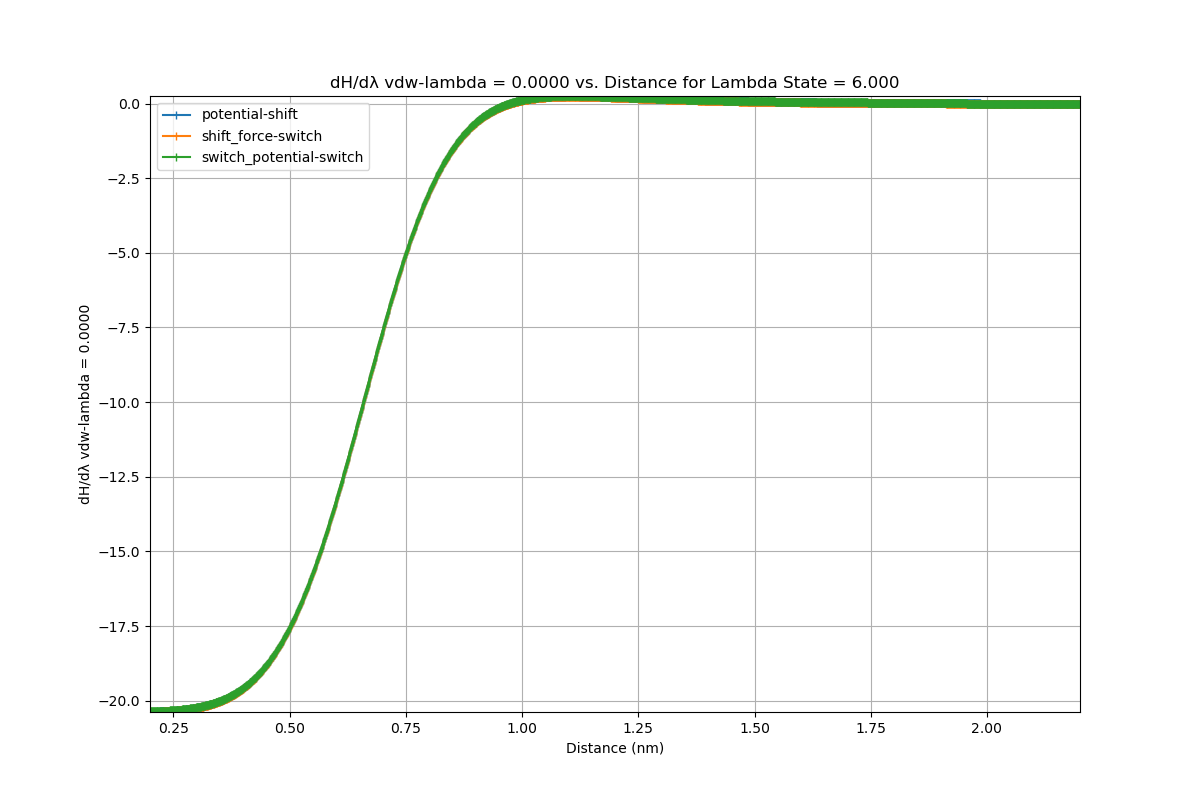 dH/dλ vdw-lambda = 0.0000 vs. Distance for Lambda State = 6.000
potential-shift
shift_force-switch
switch_potential-switch
0.0
−2.5
−5.0
−7.5
−10.0
−12.5
−15.0
−17.5
−20.0
dH/dλ vdw-lambda = 0.0000
0.25 0.50 0.75 1.00 1.25 1.50 1.75 2.00
Distance (nm)